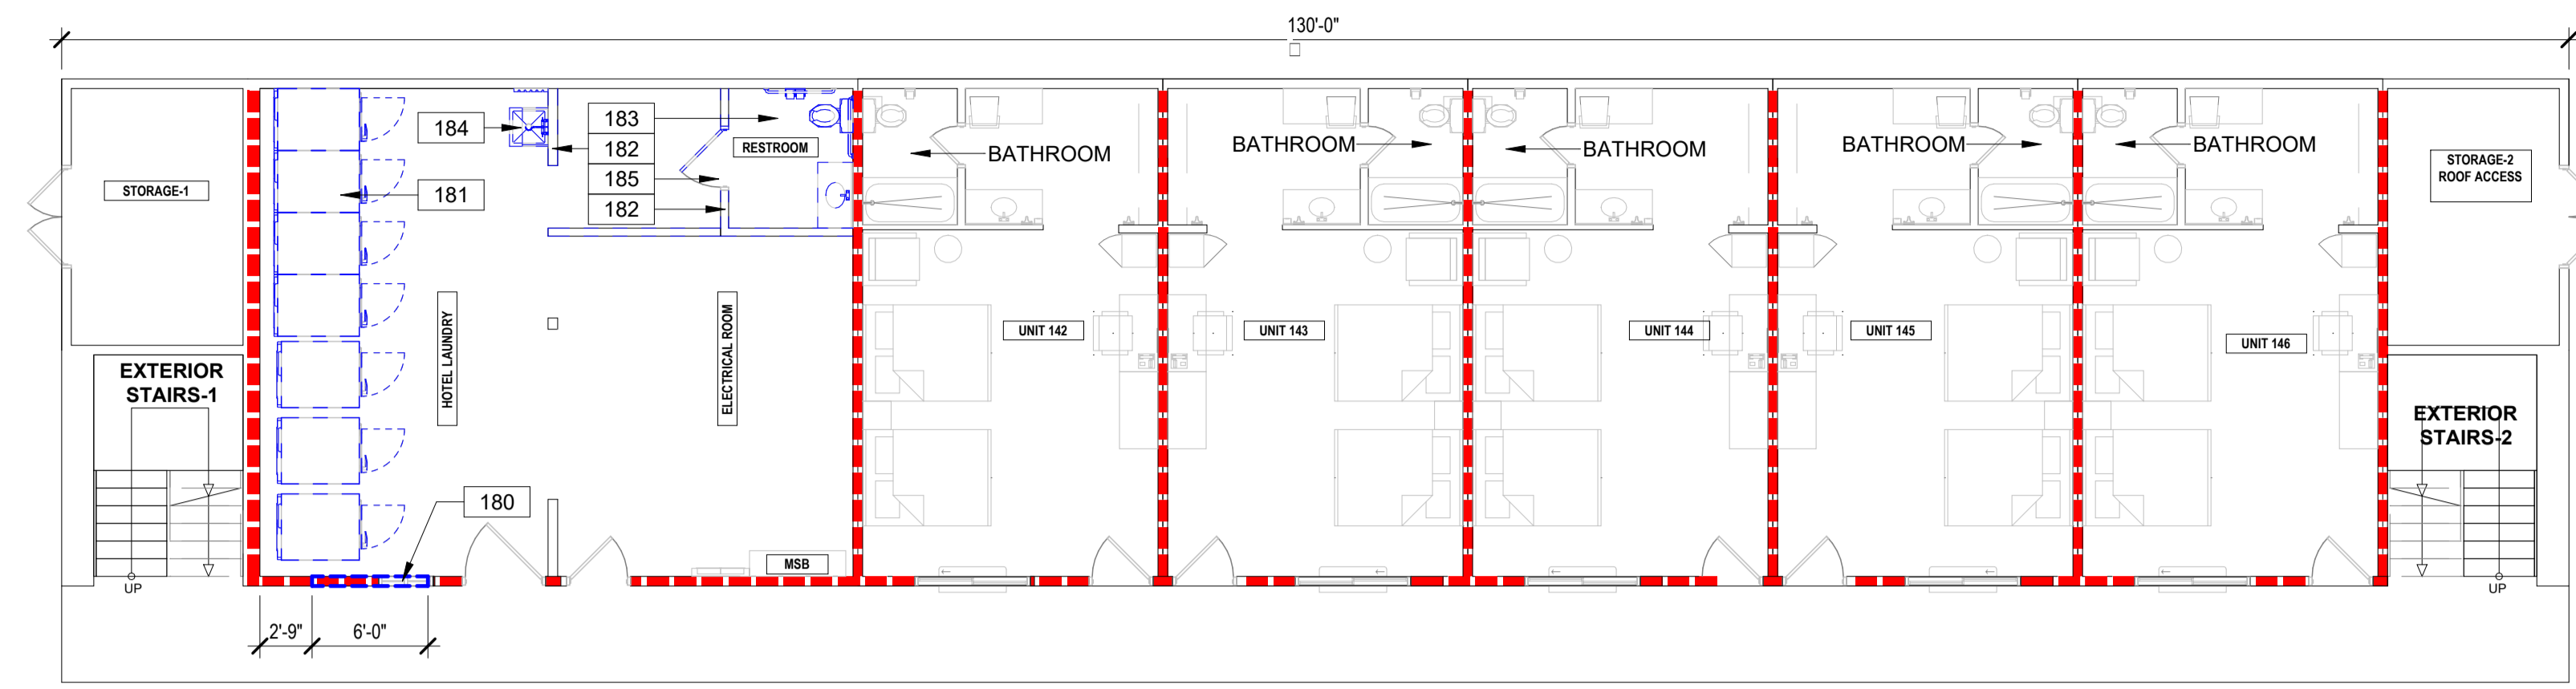 130'-0"
184
183
182
185
182
181
RESTROOM
BATHROOM
BATHROOM
BATHROOM
BATHROOM
BATHROOM
STORAGE-1
STORAGE-2
ROOF ACCESS
HOTEL LAUNDRY
ELECTRICAL ROOM
UNIT 142
UNIT 143
UNIT 144
UNIT 145
UNIT 146
EXTERIOR
STAIRS-1
EXTERIOR
STAIRS-2
180
MSB
UP
UP
2'-9"
6'-0"